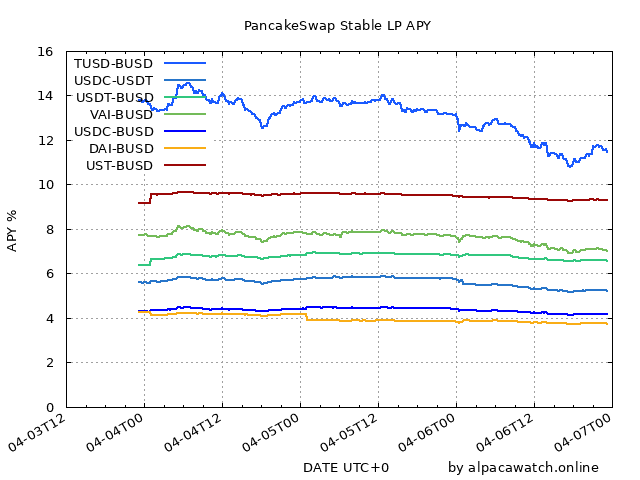 PancakeSwap Stable LP APY
16
14
12
10
8
6
4
2
0
APY %
TUSD-BUSD
USDC-USDT
USDT-BUSD
VAI-BUSD
USDC-BUSD
DAI-BUSD
UST-BUSD
04-03T12
04-04T00
04-04T12
04-05T00
04-05T12
04-06T00
04-06T12
04-07T00
DATE UTC+0
by alpacawatch.online